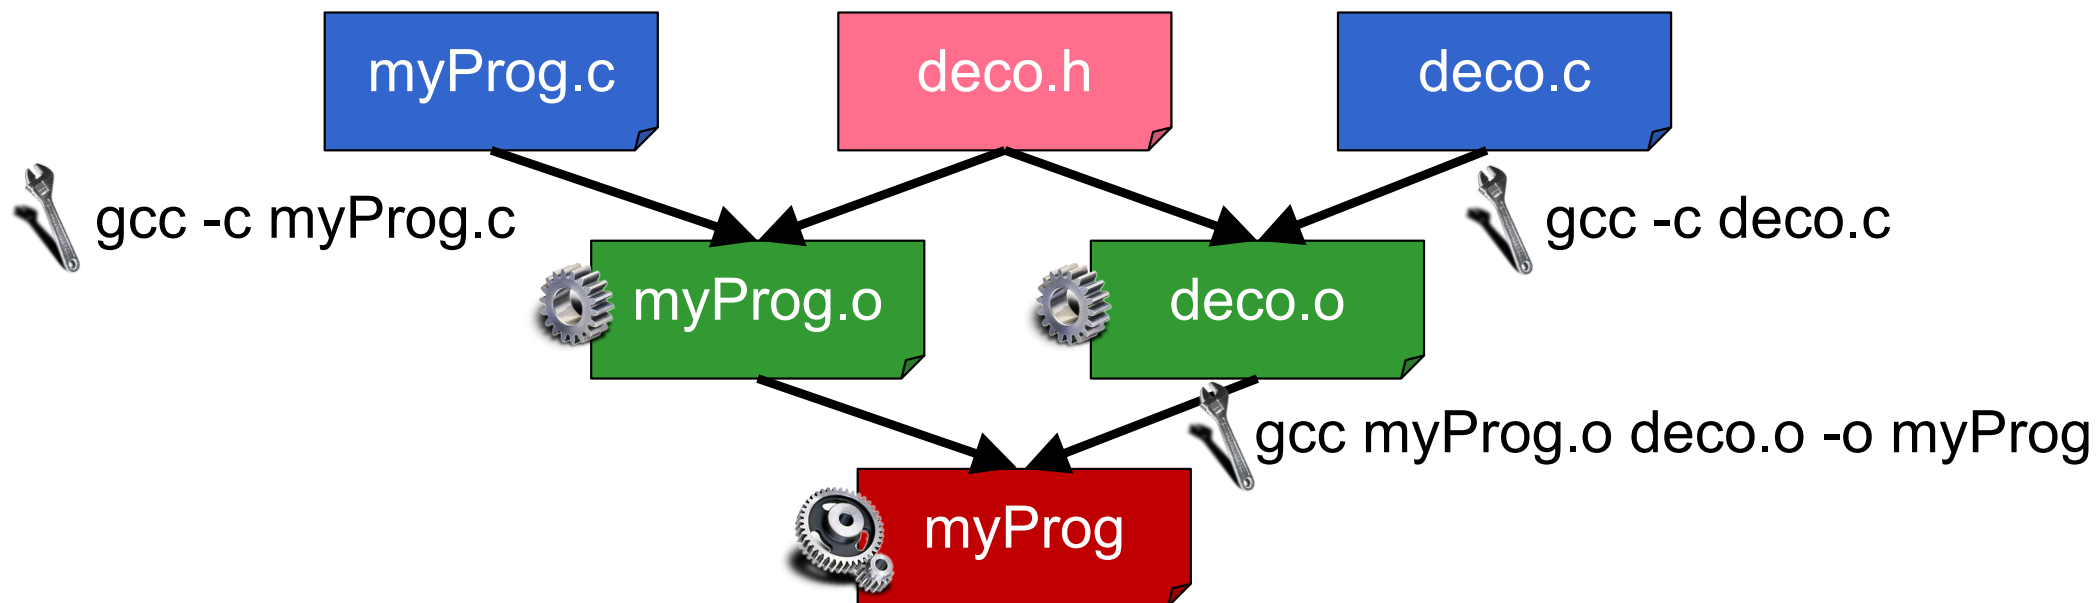 myProg.c
deco.h
deco.c
gcc -c myProg.c
gcc -c deco.c
myProg.o
deco.o
gcc myProg.o deco.o -o myProg
myProg